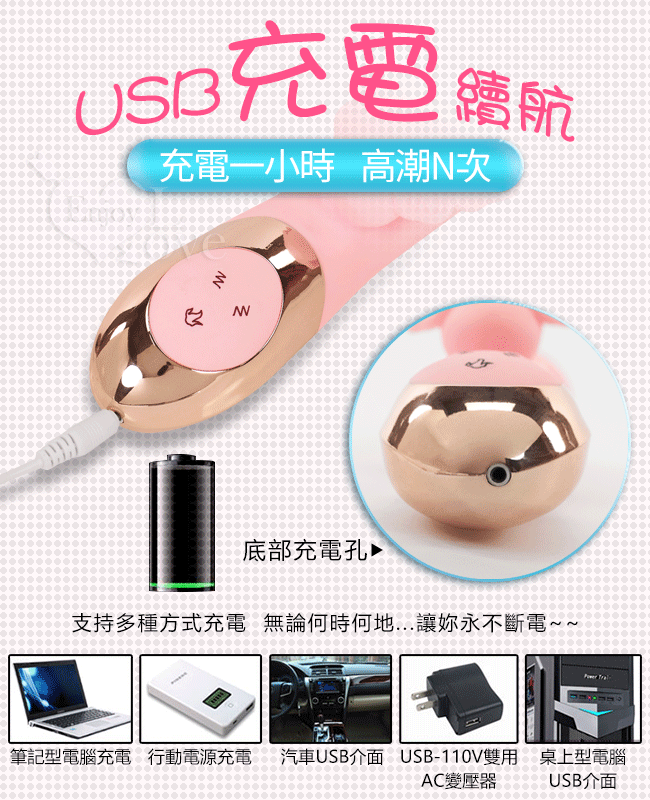 USB充電續航
充電一小時 高潮N次
Enjoy Love
底部充電孔▶
支持多種方式充電 無論何時何地...讓妳永不斷電~~
筆記型電腦充電
行動電源充電
汽車USB介面
USB-110V雙用
AC變壓器
桌上型電腦
USB介面